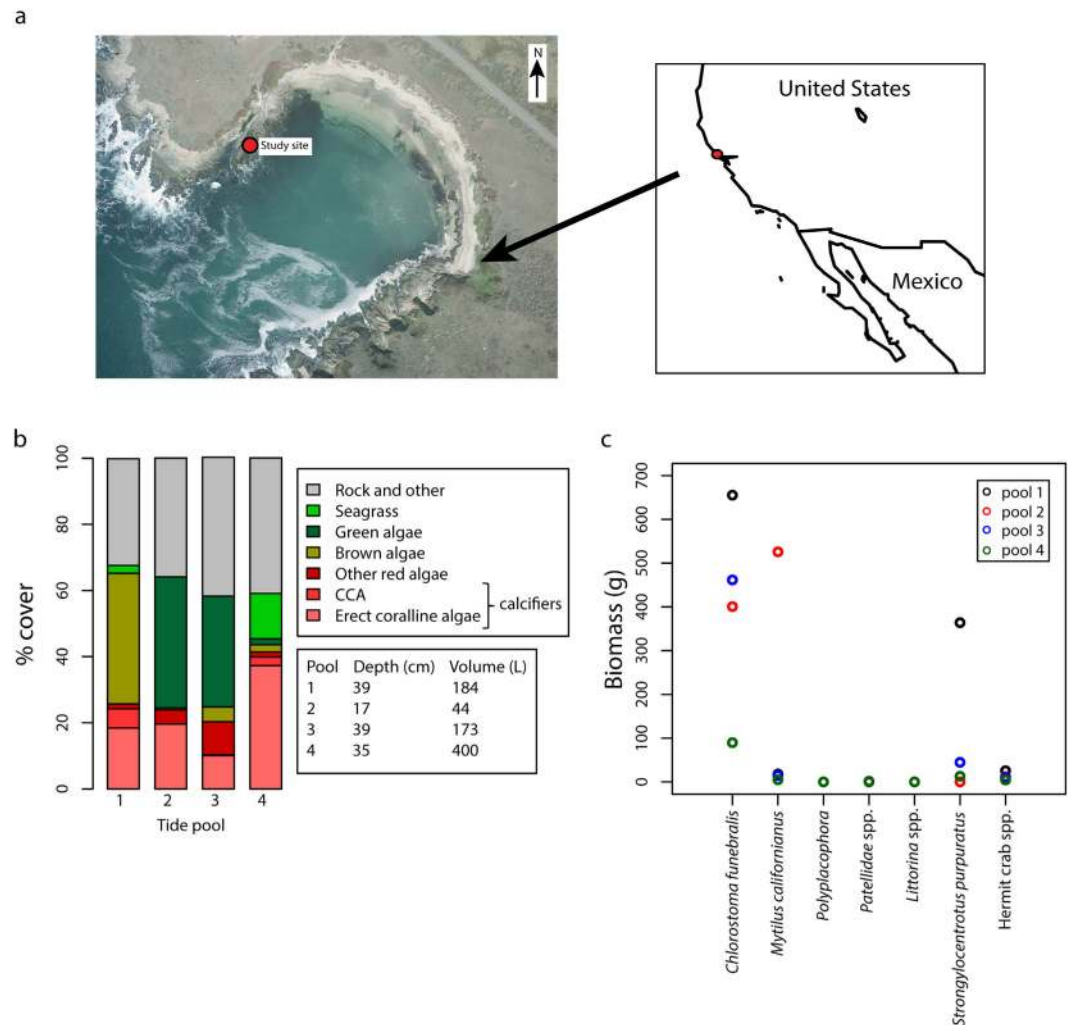 a
N
Study site
United States
Mexico
b
% cover
100
80
60
40
20
0
1 2 3 4
Tide pool
Rock and other
Seagrass
Green algae
Brown algae
Other red algae
CCA
Erect coralline algae
calcifiers
Pool Depth (cm) Volume (L)
1 39 184
2 17 44
3 39 173
4 35 400
c
Biomass (g)
700
600
500
400
300
200
100
0
pool 1
pool 2
pool 3
pool 4
Chlorostoma funebralis
Mytilus californianus
Polyplacophora
Patellidae spp.
Littorina spp.
Strongylocentrotus purpuratus
Hermit crab spp.